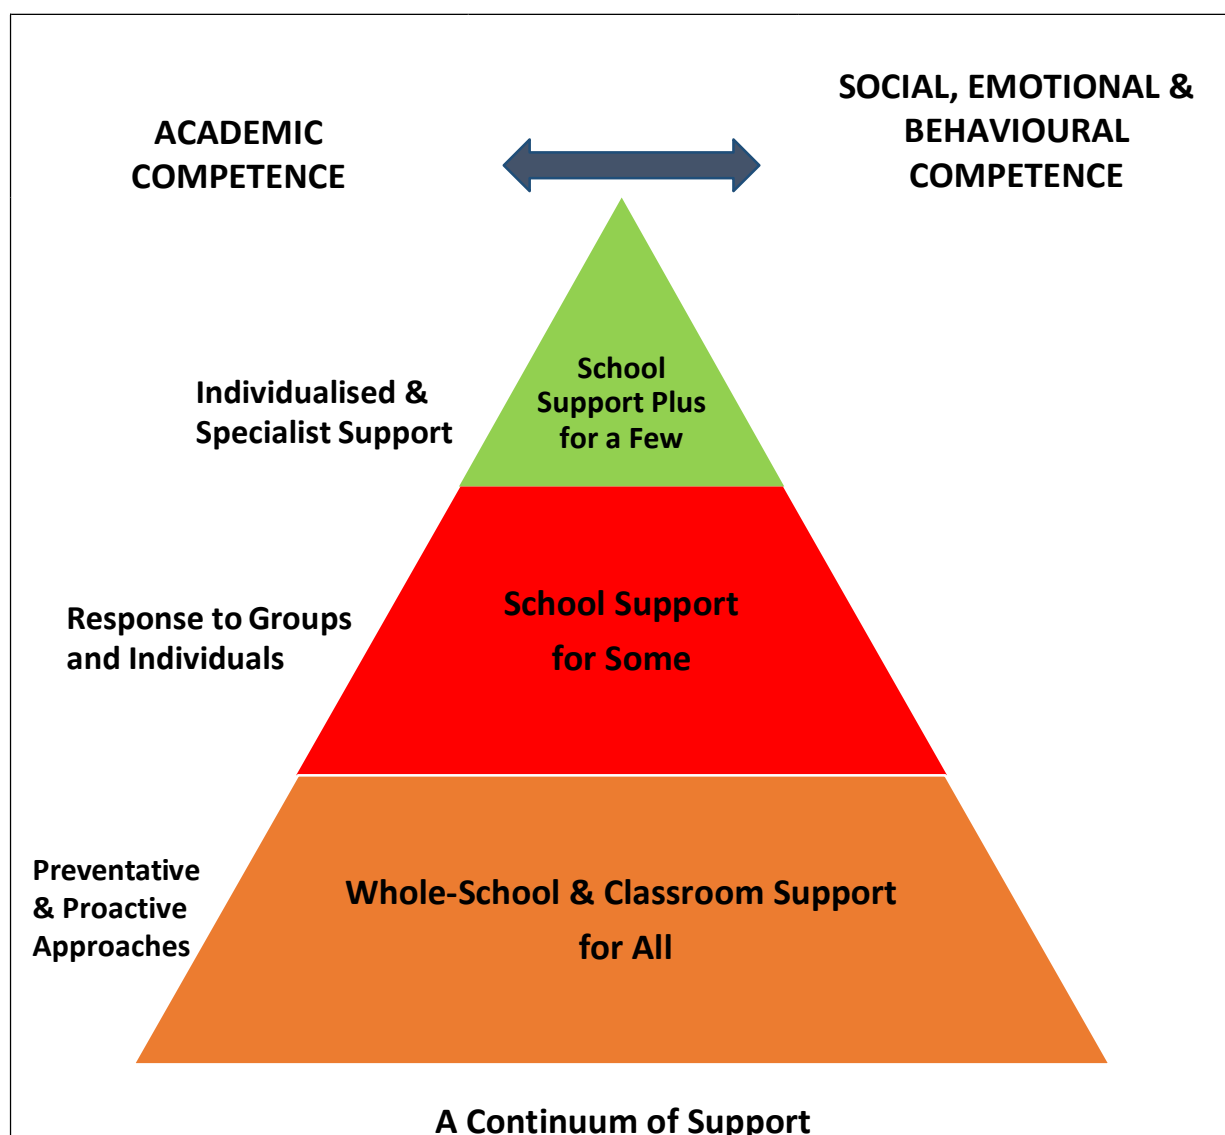 ACADEMIC
COMPETENCE
SOCIAL, EMOTIONAL &
BEHAVIOURAL
COMPETENCE
Individualised &
Specialist Support
School
Support Plus
for a Few
Response to Groups
and Individuals
School Support
for Some
Preventative
& Proactive
Approaches
Whole-School & Classroom Support
for All
A Continuum of Support